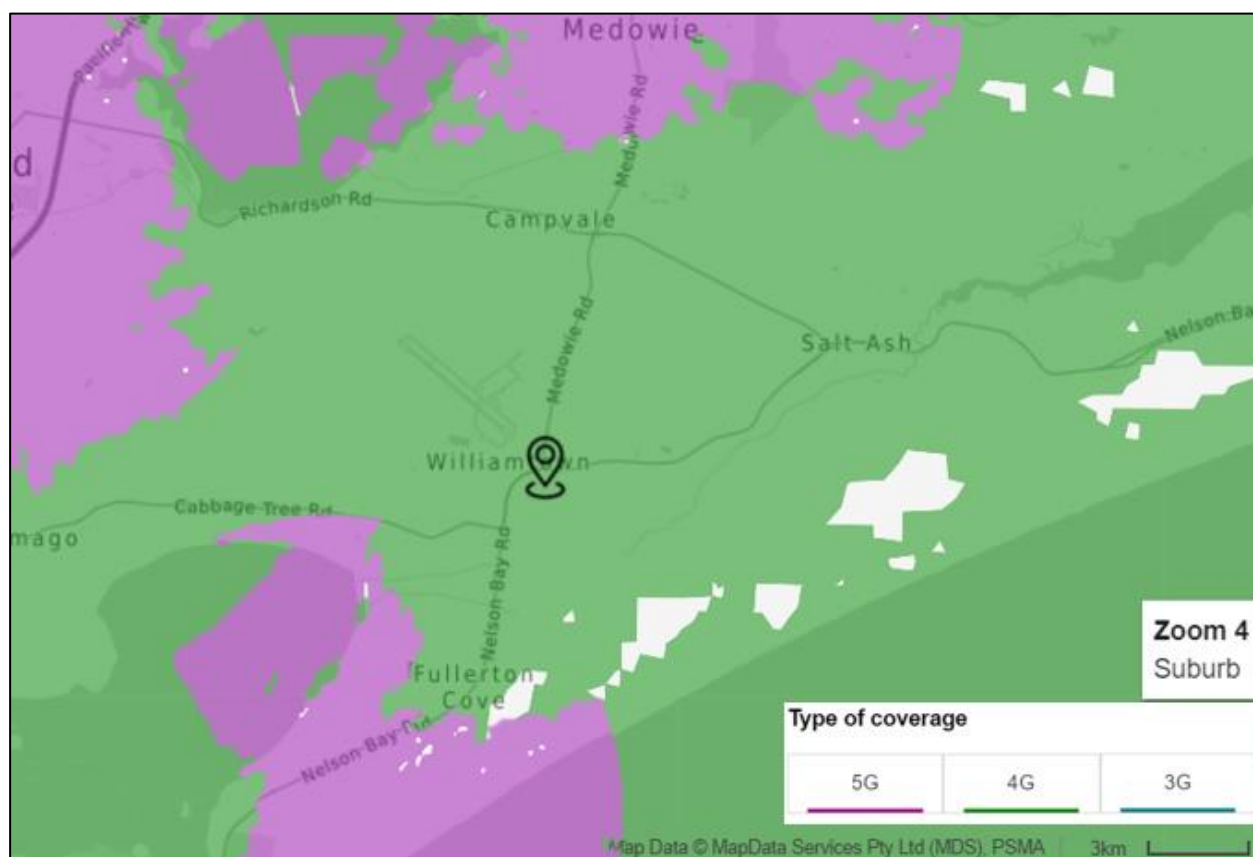 Medowie
Pacific
Medowie Rd
d
Richardson Rd
Campvale
Medowie Rd
Salt Ash
Nelson Ba
Williamtown
Cabbage Tree Rd
mago
Nelson Bay Rd
Fullerton
Cove
Nelson Bay Rd
Zoom 4
Suburb
Type of coverage
5G
4G
3G
Map Data © MapData Services Pty Ltd (MDS), PSMA
3km